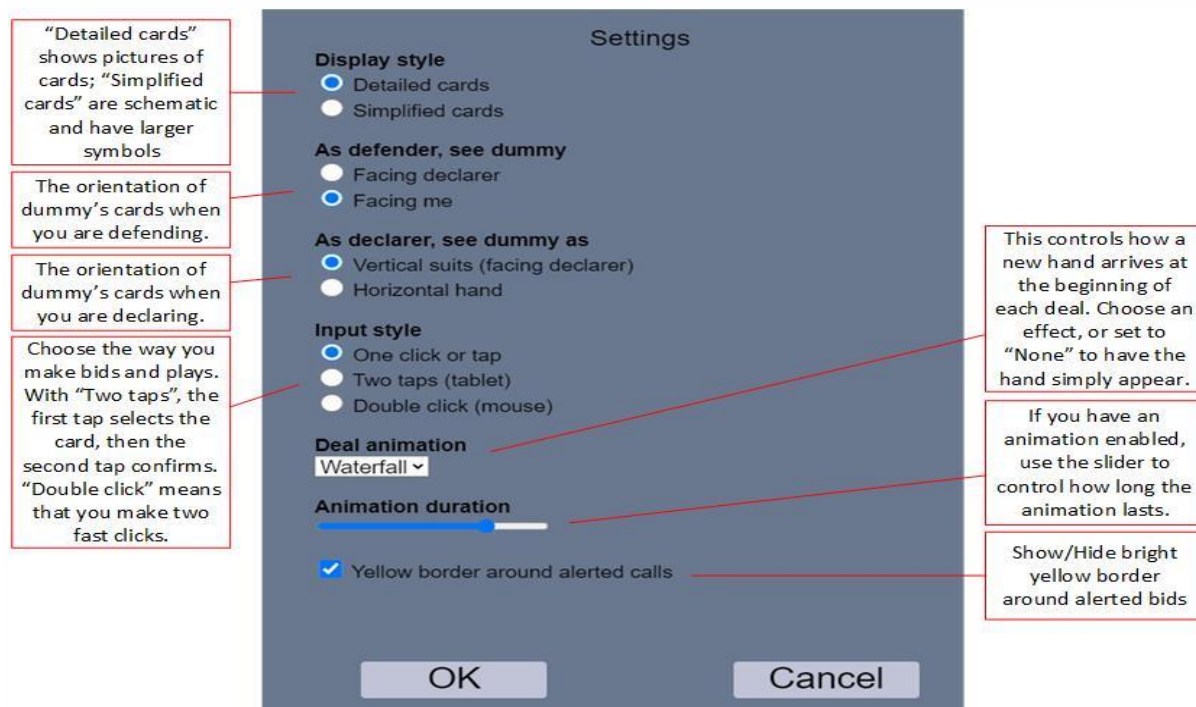 Settings
Display style
Detailed cards
Simplified cards
As defender, see dummy
Facing declarer
Facing me
As declarer, see dummy as
Vertical suits (facing declarer)
Horizontal hand
Input style
One click or tap
Two taps (tablet)
Double click (mouse)
Deal animation
Waterfall
Animation duration
Yellow border around alerted calls
OK
Cancel
“Detailed cards”
shows pictures of
cards; “Simplified
cards” are schematic
and have larger
symbols
The orientation of
dummy’s cards when
you are defending.
The orientation of
dummy’s cards when
you are declaring.
Choose the way you
make bids and plays.
With “Two taps”, the
first tap selects the
card, then the
second tap confirms.
“Double click” means
that you make two
fast clicks.
This controls how a
new hand arrives at
the beginning of
each deal. Choose an
effect, or set to
“None” to have the
hand simply appear.
If you have an
animation enabled,
use the slider to
control how long the
animation lasts.
Show/Hide bright
yellow border
around alerted bids